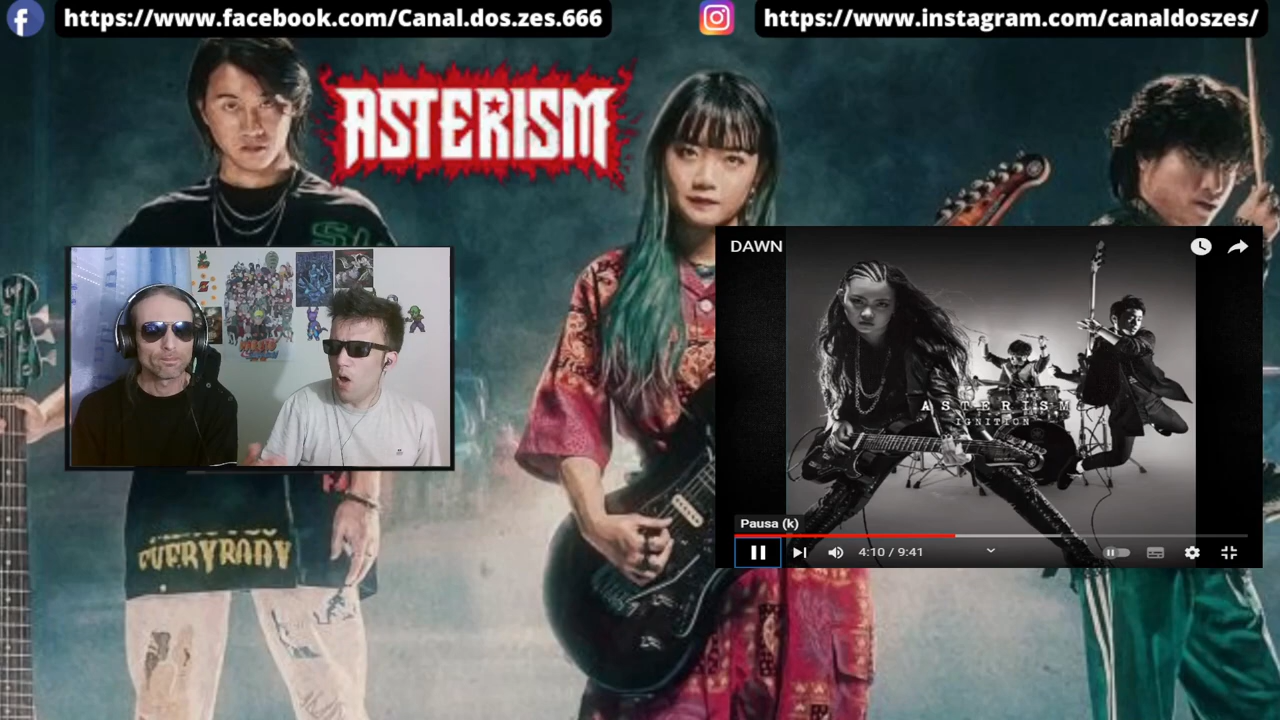 https://www.facebook.com/Canal.dos.zes.666
https://www.instagram.com/canaldoszes/
ASTERISM
DAWN
ASTERISM
IGNITION
Pausa (k)
4:10 / 9:41
EVERYBODY